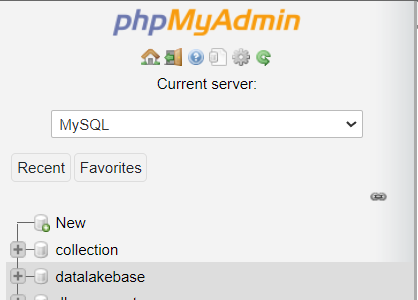 phpMyAdmin
Current server:
MySQL
Recent Favorites
New
collection
datalakebase